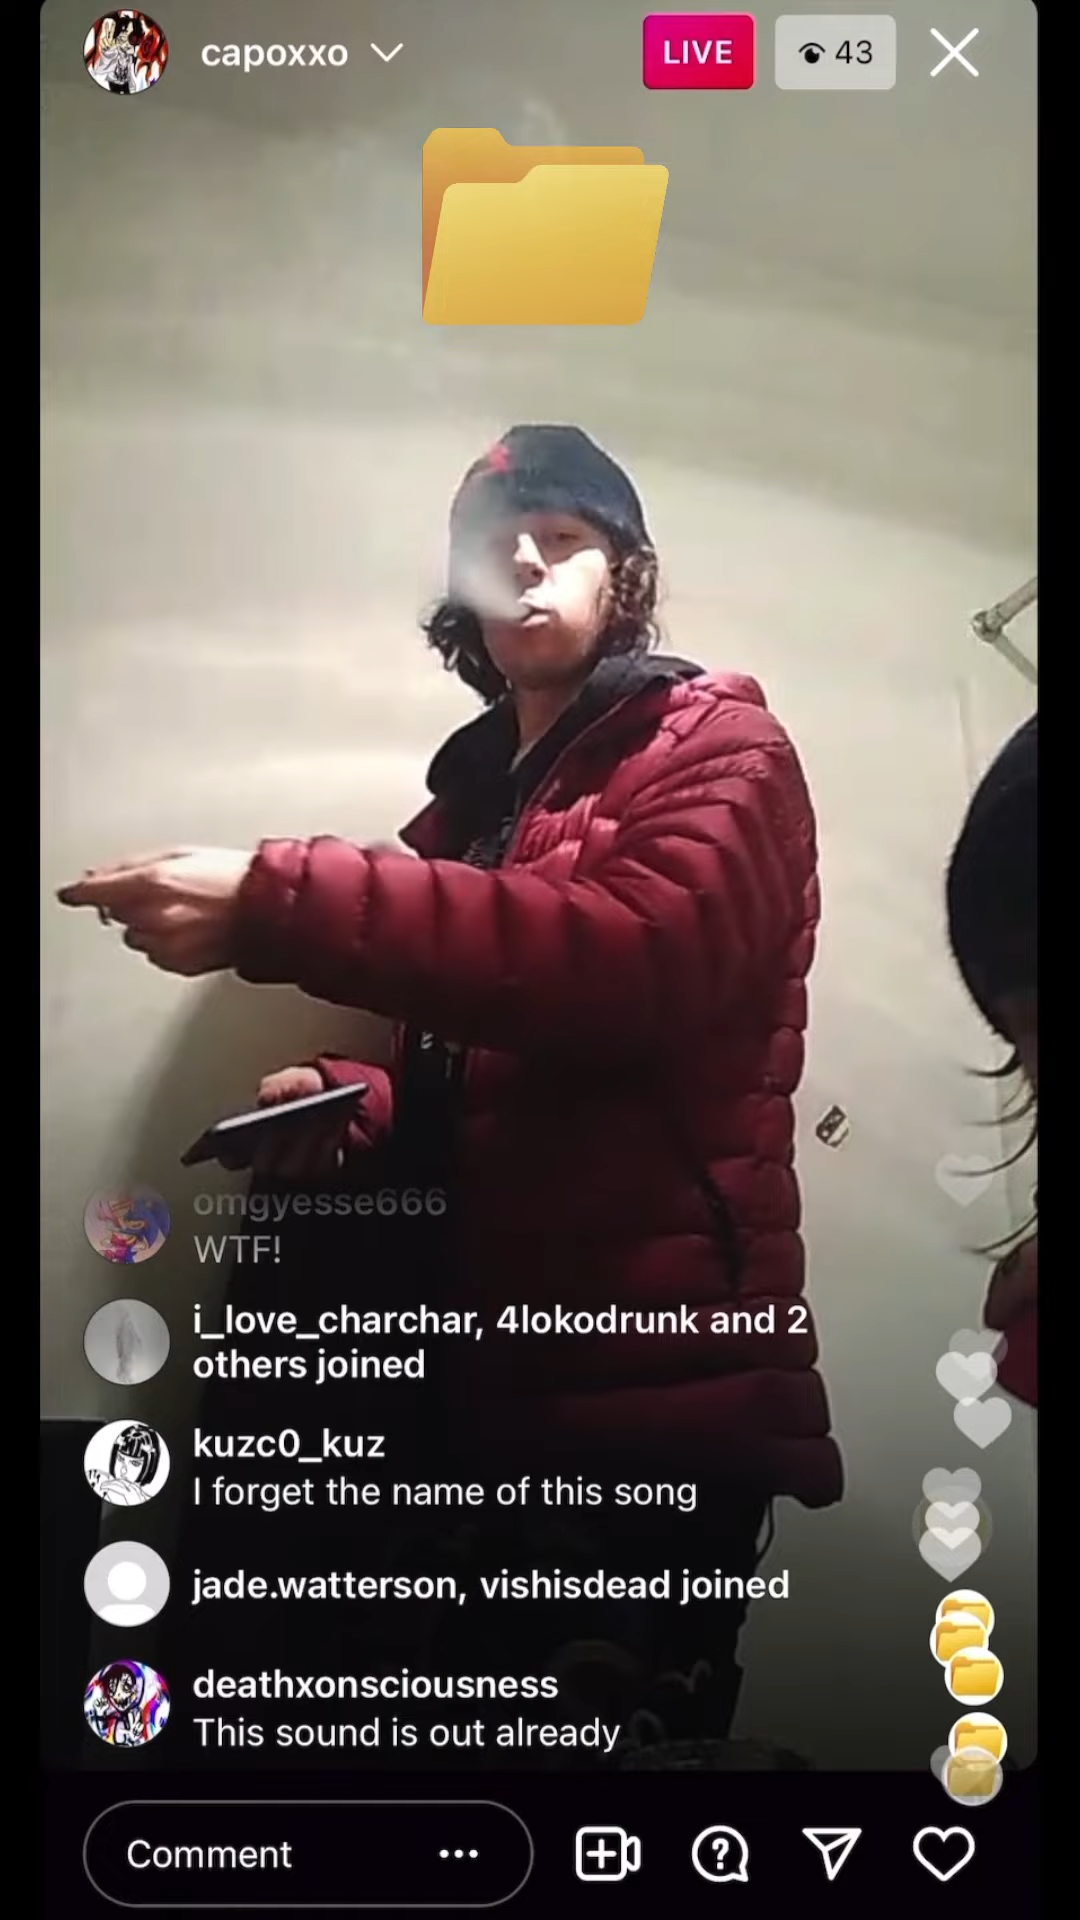 capoxxo
LIVE
43
omgyesse666
WTF!
i_love_charchar, 4lokodrunk and 2
others joined
kuzc0_kuz
I forget the name of this song
jade.watterson, vishisdead joined
deathxonsciousness
This sound is out already
Comment